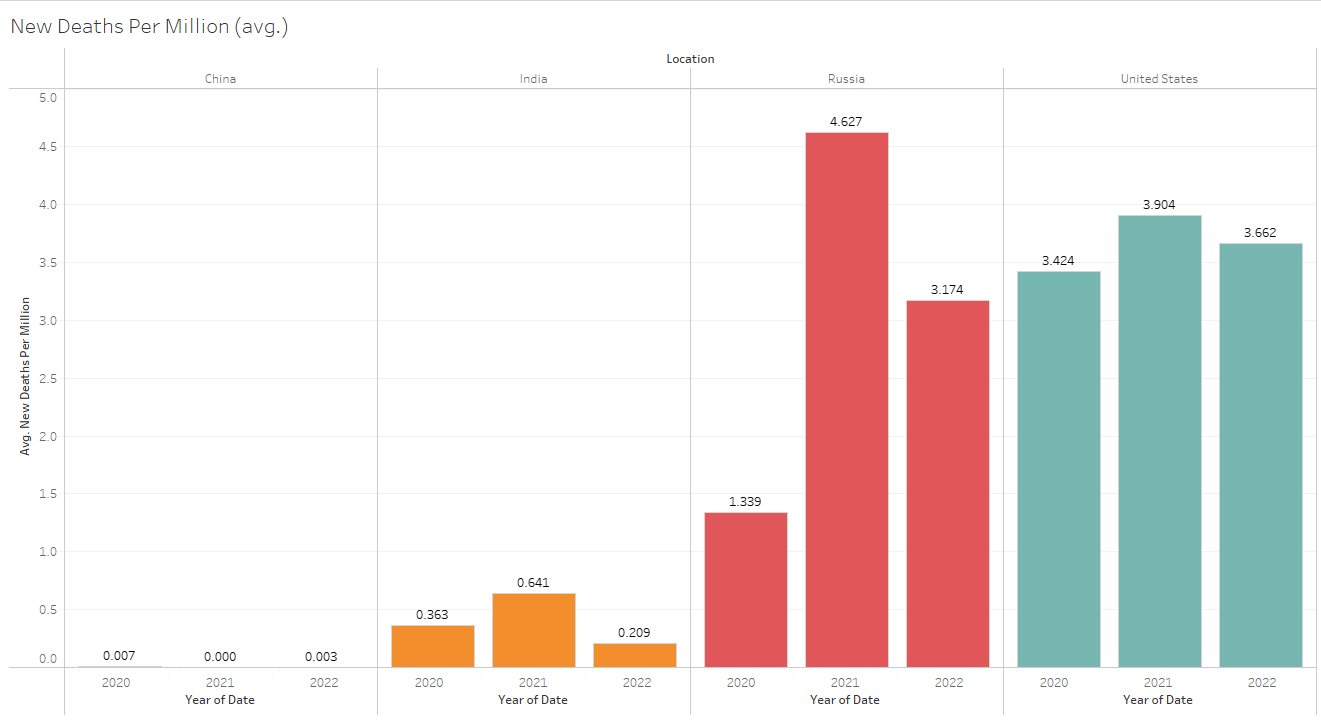 New Deaths Per Million (avg.)
Location
China India Russia United States
Avg. New Deaths Per Million
5.0
4.5
4.0
3.5
3.0
2.5
2.0
1.5
1.0
0.5
0.0
0.007 0.000 0.003
0.363 0.641 0.209
1.339 4.627 3.174
3.424 3.904 3.662
2020 2021 2022 2020 2021 2022 2020 2021 2022 2020 2021 2022
Year of Date Year of Date Year of Date Year of Date